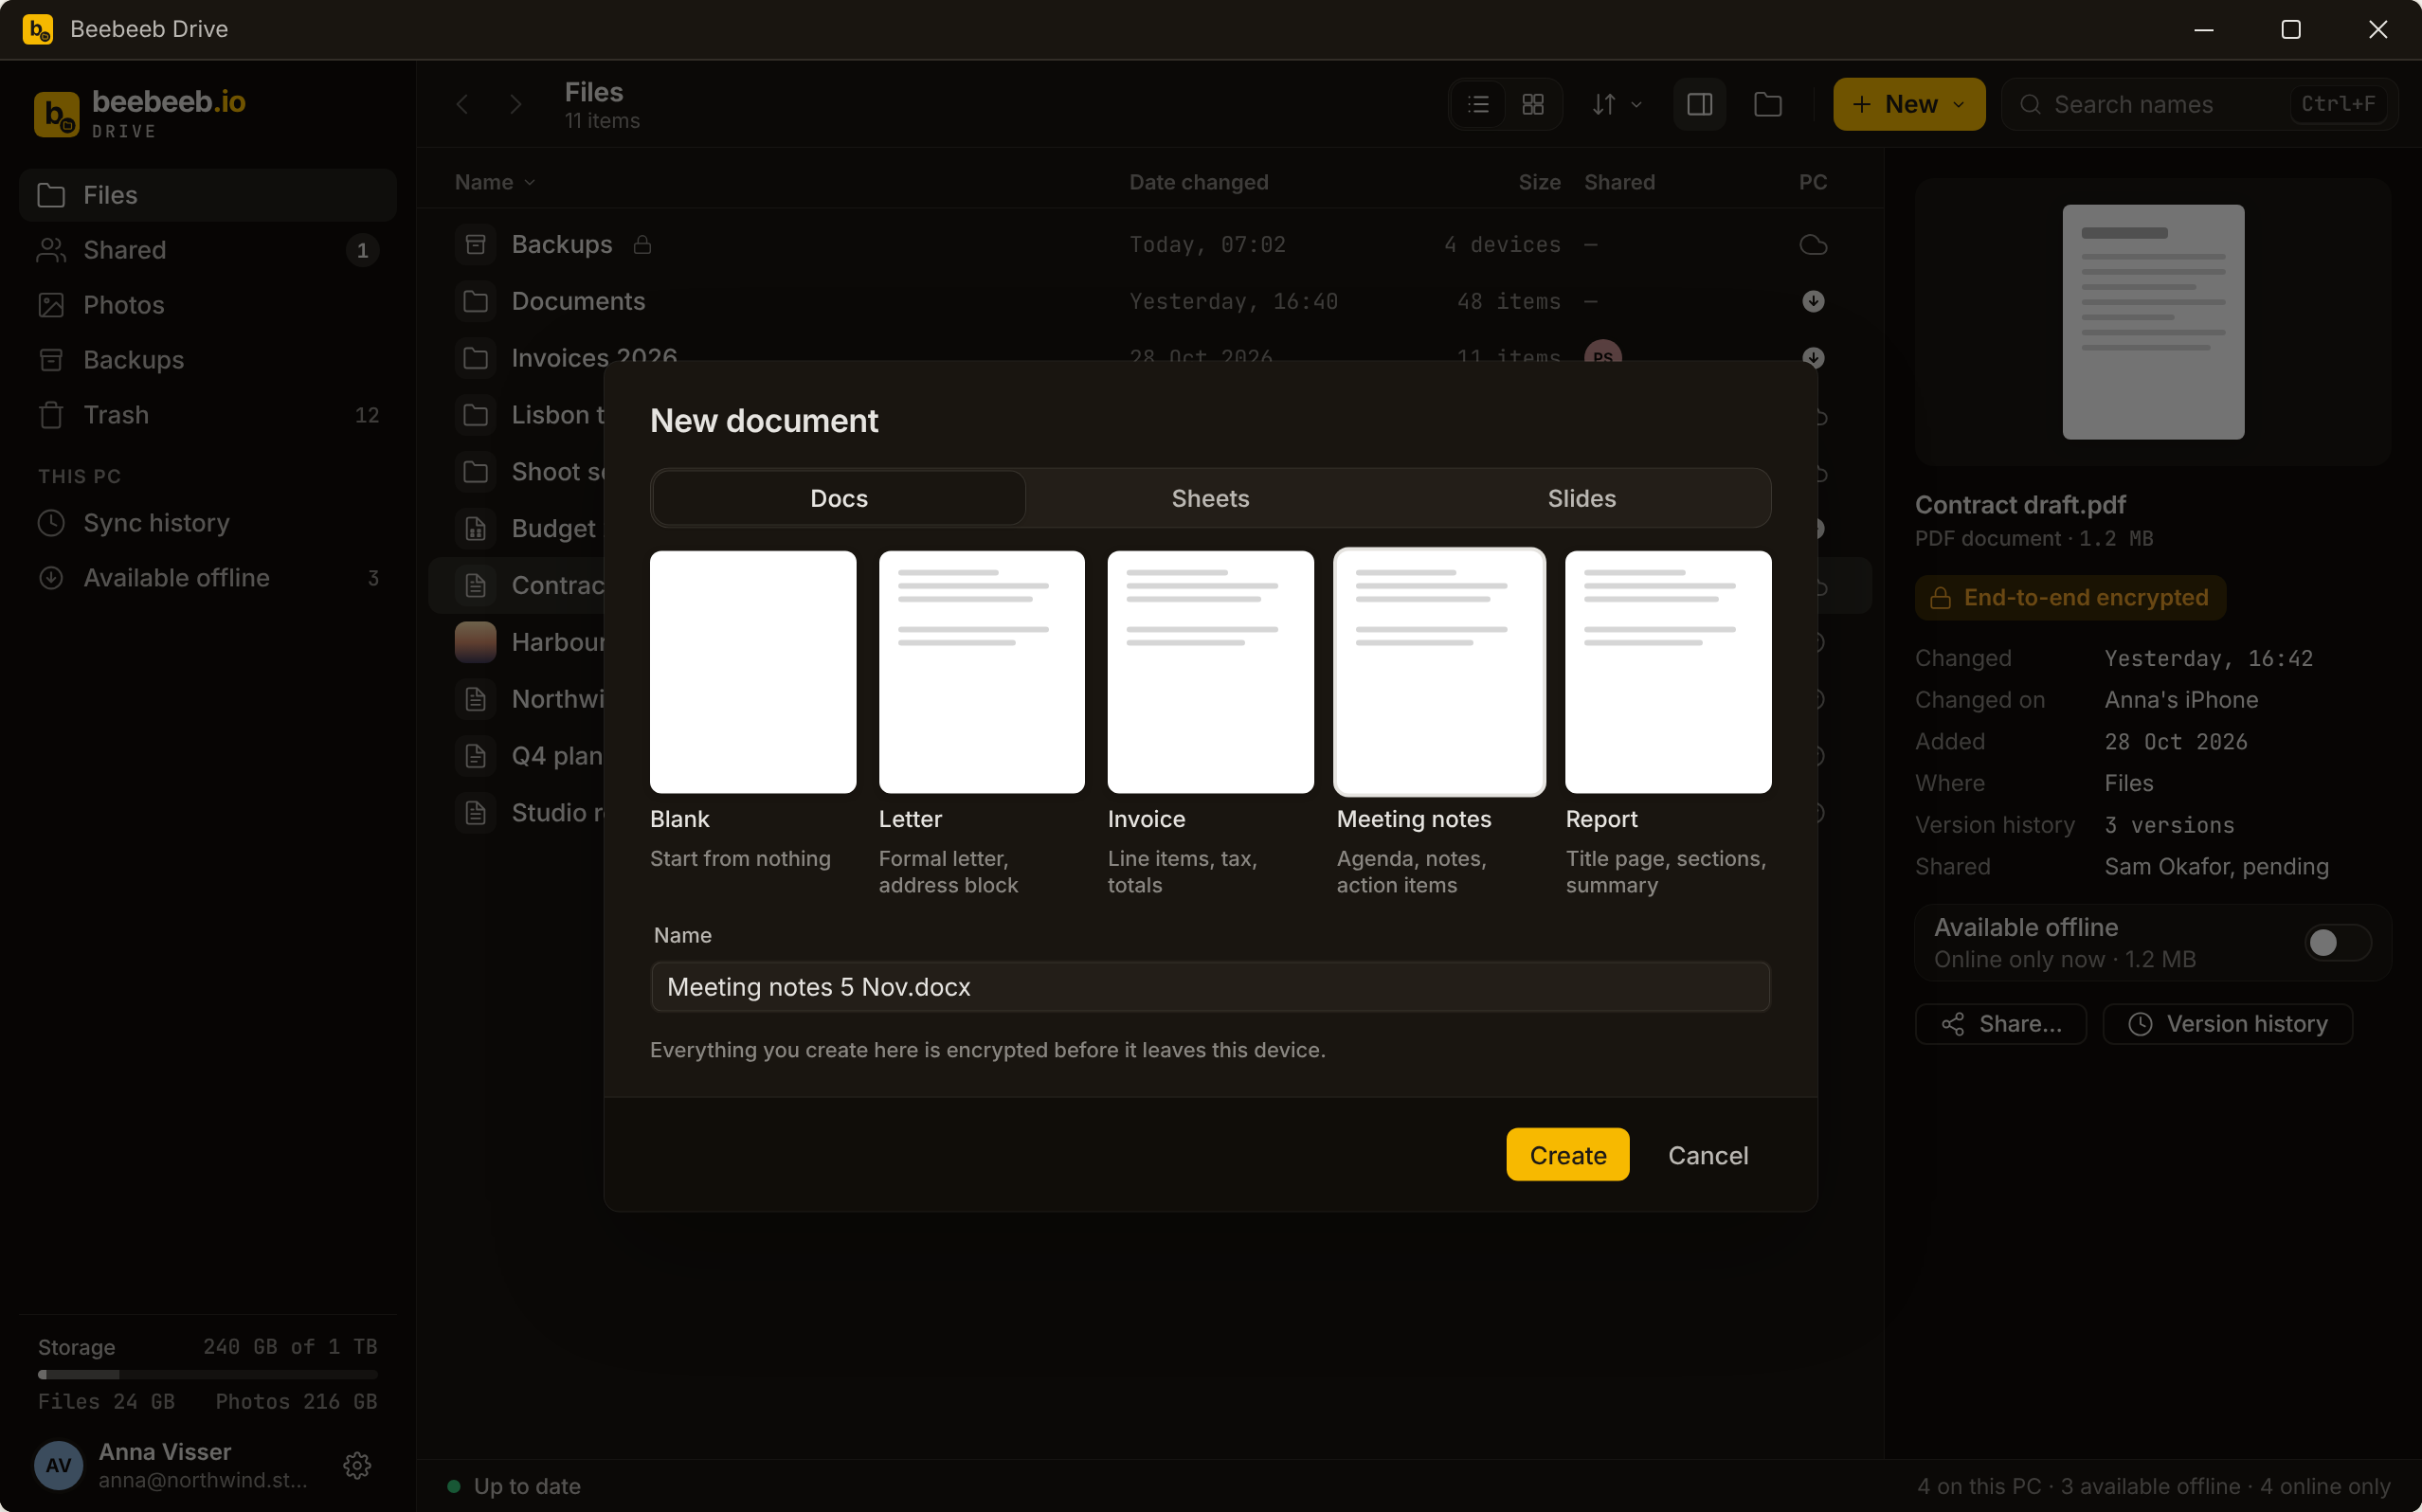 Beebeeb Drive
beebeeb.io
DRIVE
Files
Shared 1
Photos
Backups
Trash 12
THIS PC
Sync history
Available offline 3
Storage 240 GB of 1 TB
Files 24 GB Photos 216 GB
AV
Anna Visser
anna@northwind.st...
Files
11 items
New
Search names Ctrl+F
Name Date changed Size Shared PC
Backups Today, 07:02 4 devices –
Documents Yesterday, 16:40 48 items –
Invoices 2026 28 Oct 2026 11 items PS
Lisbon t
Shoot s
Budget
Contrac
Harbour
Northwi
Q4 plan
Studio r
New document
Docs Sheets Slides
Blank
Start from nothing
Letter
Formal letter,
address block
Invoice
Line items, tax,
totals
Meeting notes
Agenda, notes,
action items
Report
Title page, sections,
summary
Name
Meeting notes 5 Nov.docx
Everything you create here is encrypted before it leaves this device.
Create Cancel
Contract draft.pdf
PDF document · 1.2 MB
End-to-end encrypted
Changed Yesterday, 16:42
Changed on Anna's iPhone
Added 28 Oct 2026
Where Files
Version history 3 versions
Shared Sam Okafor, pending
Available offline
Online only now · 1.2 MB
Share... Version history
Up to date
4 on this PC · 3 available offline · 4 online only